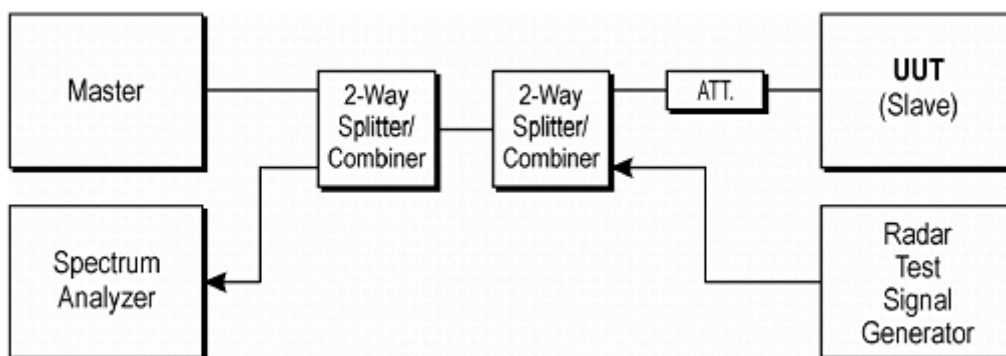 Master
2-Way
Splitter/
Combiner
2-Way
Splitter/
Combiner
ATT.
UUT
(Slave)
Spectrum
Analyzer
Radar
Test
Signal
Generator